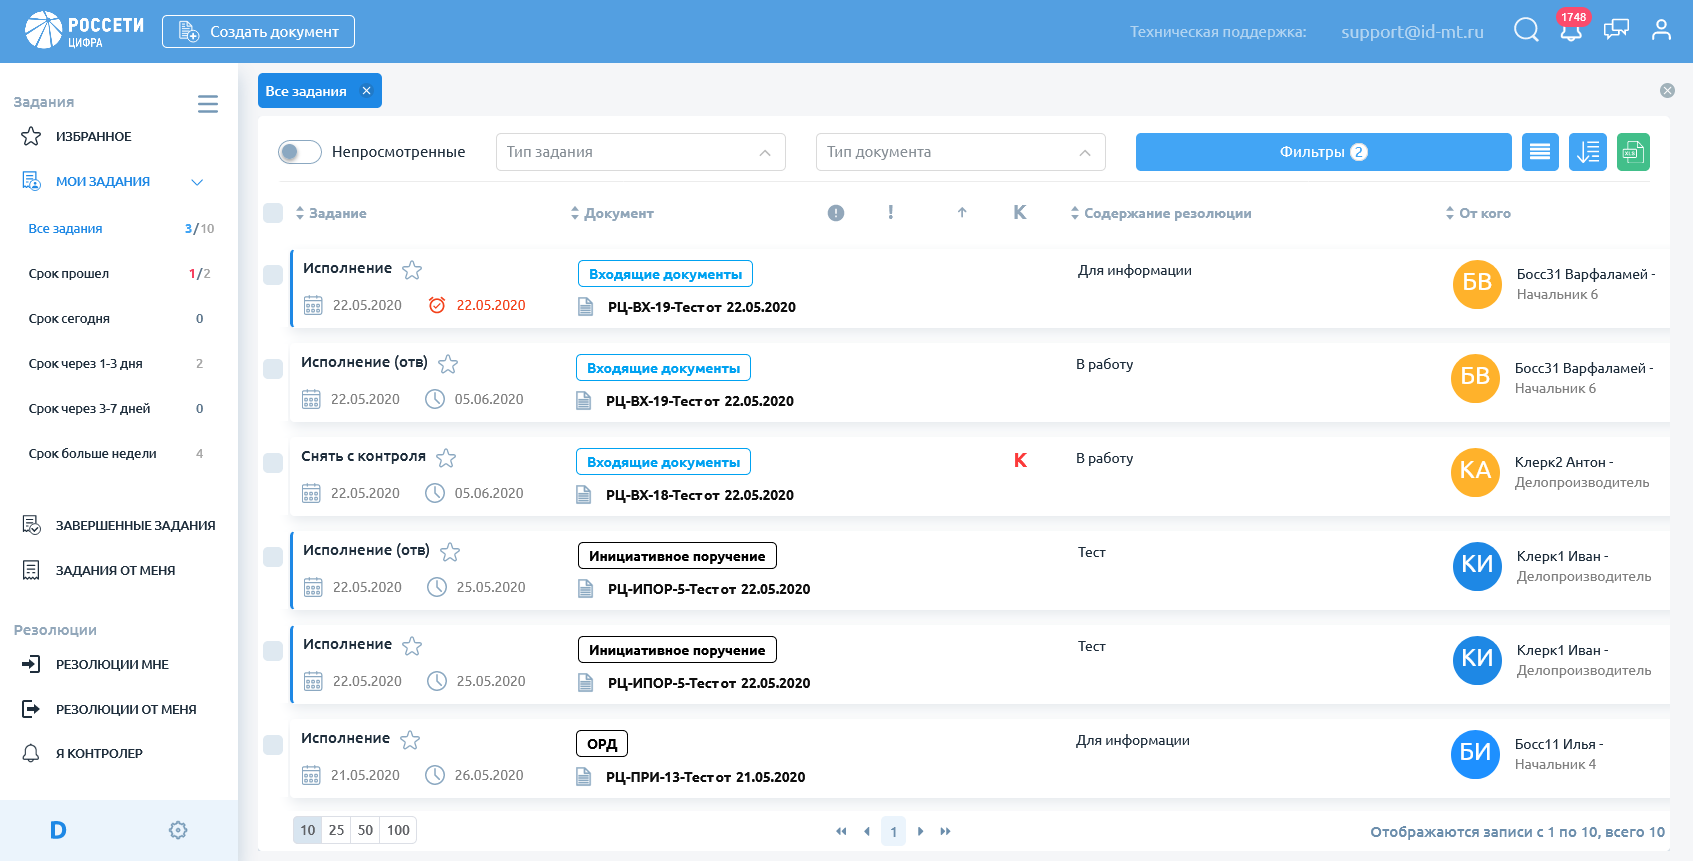 РОССЕТИ
ЦИФРА
Создать документ
Техническая поддержка:
support@id-mt.ru
1748
Задания
ИЗБРАННОЕ
МОИ ЗАДАНИЯ
Все задания 3/10
Срок прошел 1/2
Срок сегодня 0
Срок через 1-3 дня 2
Срок через 3-7 дней 0
Срок больше недели 4
ЗАВЕРШЕННЫЕ ЗАДАНИЯ
ЗАДАНИЯ ОТ МЕНЯ
Резолюции
РЕЗОЛЮЦИИ МНЕ
РЕЗОЛЮЦИИ ОТ МЕНЯ
Я КОНТРОЛЕР
D
Все задания
Непросмотренные
Тип задания
Тип документа
Фильтры 2
XLS
Задание Документ ! ! К Содержание резолюции От кого
Исполнение
22.05.2020 22.05.2020
Входящие документы
РЦ-ВХ-19-Тест от 22.05.2020
Для информации
БВ
Босс31 Варфаламей -
Начальник 6
Исполнение (отв)
22.05.2020 05.06.2020
Входящие документы
РЦ-ВХ-19-Тест от 22.05.2020
В работу
БВ
Босс31 Варфаламей -
Начальник 6
Снять с контроля
22.05.2020 05.06.2020
Входящие документы
РЦ-ВХ-18-Тест от 22.05.2020
К
В работу
КА
Клерк2 Антон -
Делопроизводитель
Исполнение (отв)
22.05.2020 25.05.2020
Инициативное поручение
РЦ-ИПОР-5-Тест от 22.05.2020
Тест
КИ
Клерк1 Иван -
Делопроизводитель
Исполнение
22.05.2020 25.05.2020
Инициативное поручение
РЦ-ИПОР-5-Тест от 22.05.2020
Тест
КИ
Клерк1 Иван -
Делопроизводитель
Исполнение
21.05.2020 26.05.2020
ОРД
РЦ-ПРИ-13-Тест от 21.05.2020
Для информации
БИ
Босс11 Илья -
Начальник 4
10 25 50 100
1
Отображаются записи с 1 по 10, всего 10